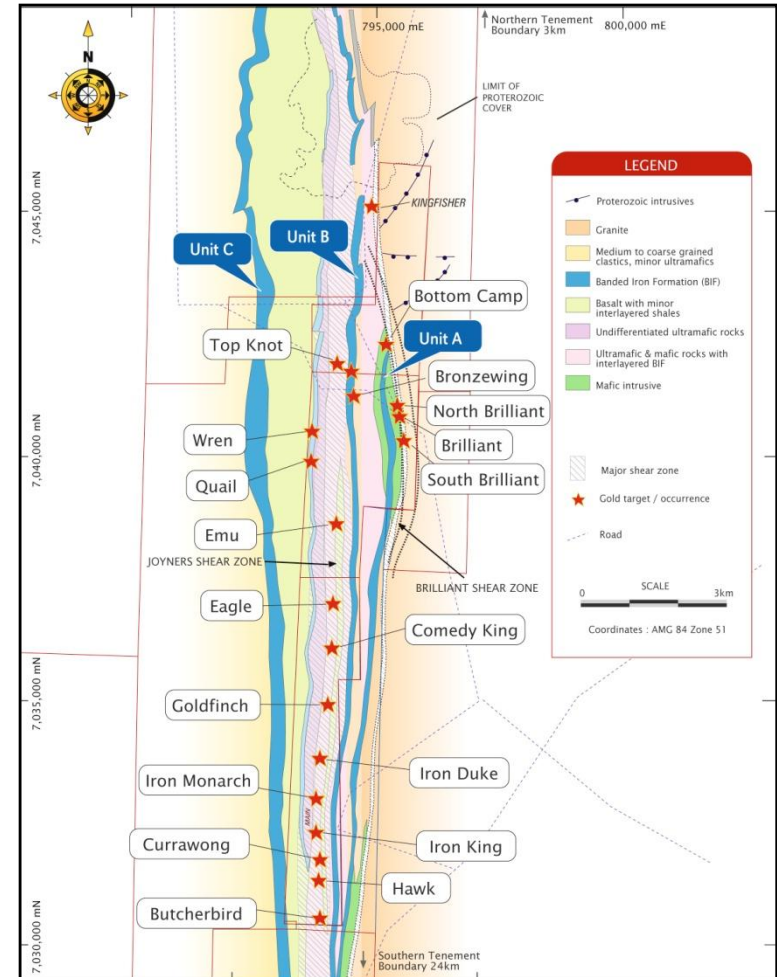 795,000 mE
800,000 mE
Northern Tenement
Boundary 3km
N
LIMIT OF
PROTEROZOIC
COVER
7,045,000 mN
KINGFISHER
Unit C
Unit B
Bottom Camp
Unit A
Top Knot
Bronzewing
North Brilliant
Wren
Brilliant
7,040,000 mN
Quail
South Brilliant
Emu
JOYNERS SHEAR ZONE
BRILLIANT SHEAR ZONE
Eagle
Comedy King
7,035,000 mN
Goldfinch
Iron Duke
Iron Monarch
MAIN
Iron King
Currawong
Hawk
Butcherbird
7,030,000 mN
Southern Tenement
Boundary 24km
LEGEND
Proterozoic intrusives
Granite
Medium to coarse grained
clastics, minor ultramafics
Banded Iron Formation (BIF)
Basalt with minor
interlayered shales
Undifferentiated ultramafic rocks
Ultramafic & mafic rocks with
interlayered BIF
Mafic intrusive
Major shear zone
Gold target / occurrence
Road
SCALE
0 3km
Coordinates : AMG 84 Zone 51